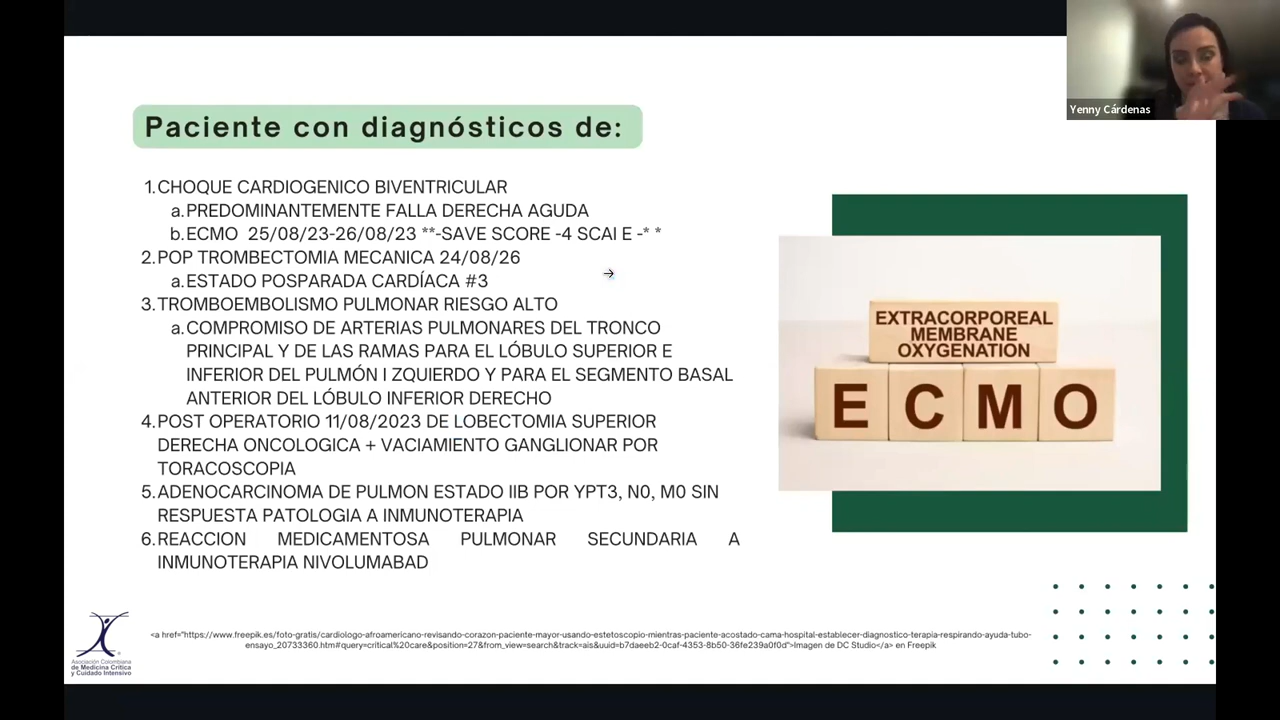 Yenny Cárdenas
Paciente con diagnósticos de:
1. CHOQUE CARDIOGENICO BIVENTRICULAR
a. PREDOMINANTEMENTE FALLA DERECHA AGUDA
b. ECMO 25/08/23-26/08/23 **-SAVE SCORE -4 SCAI E -* *
2. POP TROMBECTOMIA MECANICA 24/08/26
a. ESTADO POSPARADA CARDÍACA #3
3. TROMBOEMBOLISMO PULMONAR RIESGO ALTO
a. COMPROMISO DE ARTERIAS PULMONARES DEL TRONCO
PRINCIPAL Y DE LAS RAMAS PARA EL LÓBULO SUPERIOR E
INFERIOR DEL PULMÓN I ZQUIERDO Y PARA EL SEGMENTO BASAL
ANTERIOR DEL LÓBULO INFERIOR DERECHO
4. POST OPERATORIO 11/08/2023 DE LOBECTOMIA SUPERIOR
DERECHA ONCOLOGICA + VACIAMIENTO GANGLIONAR POR
TORACOSCOPIA
5. ADENOCARCINOMA DE PULMON ESTADO IIB POR YPT3, N0, M0 SIN
RESPUESTA PATOLOGIA A INMUNOTERAPIA
6. REACCION MEDICAMENTOSA PULMONAR SECUNDARIA A
INMUNOTERAPIA NIVOLUMABAD
EXTRACORPOREAL
MEMBRANE
OXYGENATION
E C M O
Asociación Colombiana
de Medicina Crítica
y Cuidado Intensivo
<a href="https://www.freepik.es/foto-gratis/cardiologo-afroamericano-revisando-corazon-paciente-mayor-usando-estetoscopio-mientras-paciente-acostado-cama-hospital-establecer-diagnostico-terapia-respirando-ayuda-tubo-
ensayo_20733360.htm#query=critical%20care&position=27&from_view=search&track=ais&uuid=b7daeeb2-0caf-4353-8b50-36fe239a0f0d">Imagen de DC Studio</a> en Freepik